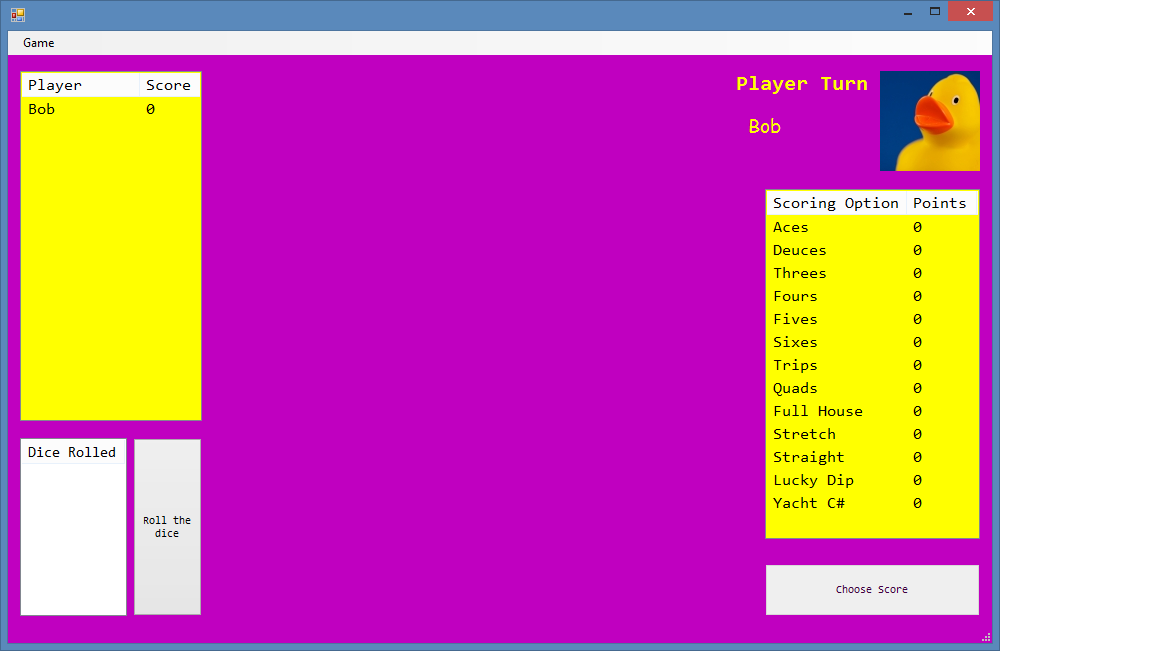 Game
Player Score
Bob 0
Player Turn
Bob
Scoring Option Points
Aces 0
Deuces 0
Threes 0
Fours 0
Fives 0
Sixes 0
Trips 0
Quads 0
Full House 0
Stretch 0
Straight 0
Lucky Dip 0
Yacht C# 0
Dice Rolled
Roll the
dice
Choose Score